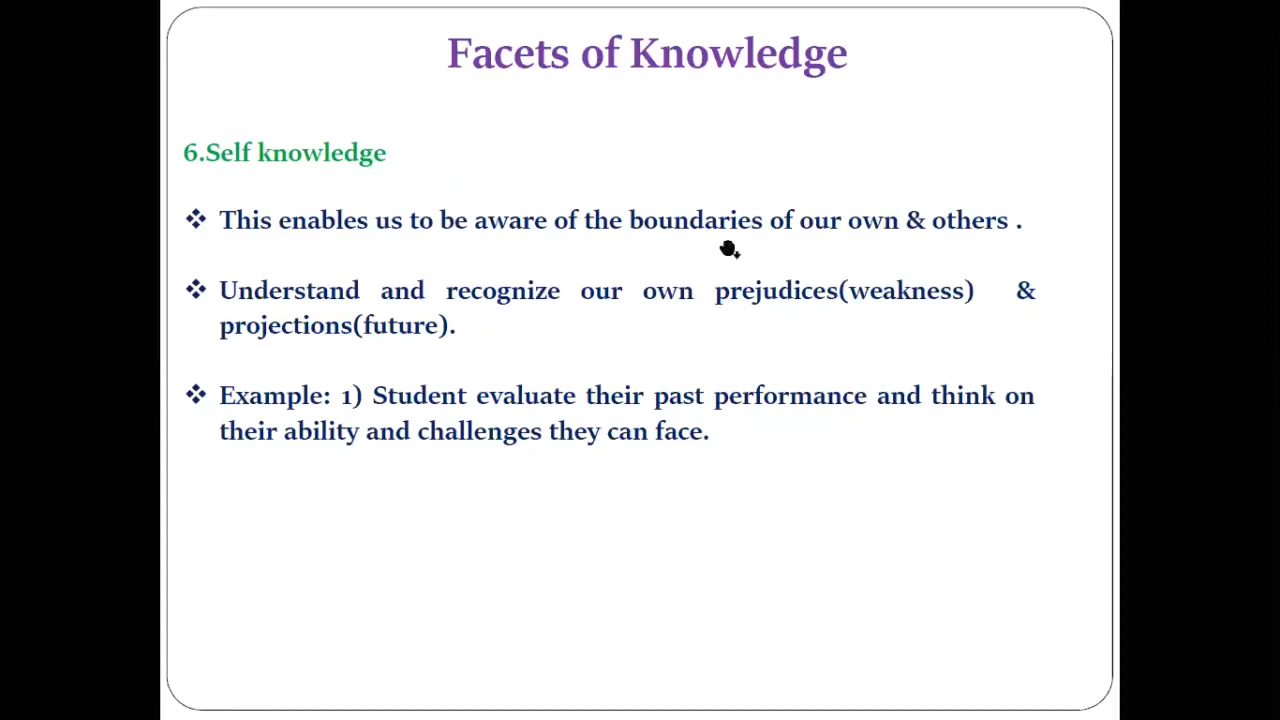 Facets of Knowledge
6.Self knowledge
❖ This enables us to be aware of the boundaries of our own & others .
❖ Understand and recognize our own prejudices(weakness) &
projections(future).
❖ Example: 1) Student evaluate their past performance and think on
their ability and challenges they can face.